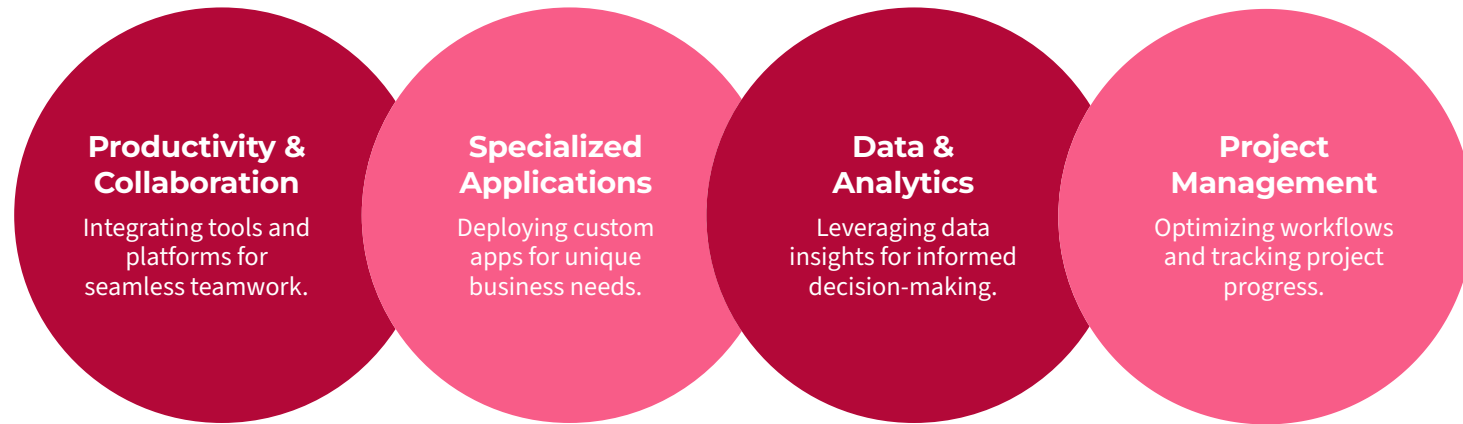 Productivity &
Collaboration
Integrating tools and
platforms for
seamless teamwork.
Specialized
Applications
Deploying custom
apps for unique
business needs.
Data &
Analytics
Leveraging data
insights for informed
decision-making.
Project
Management
Optimizing workflows
and tracking project
progress.